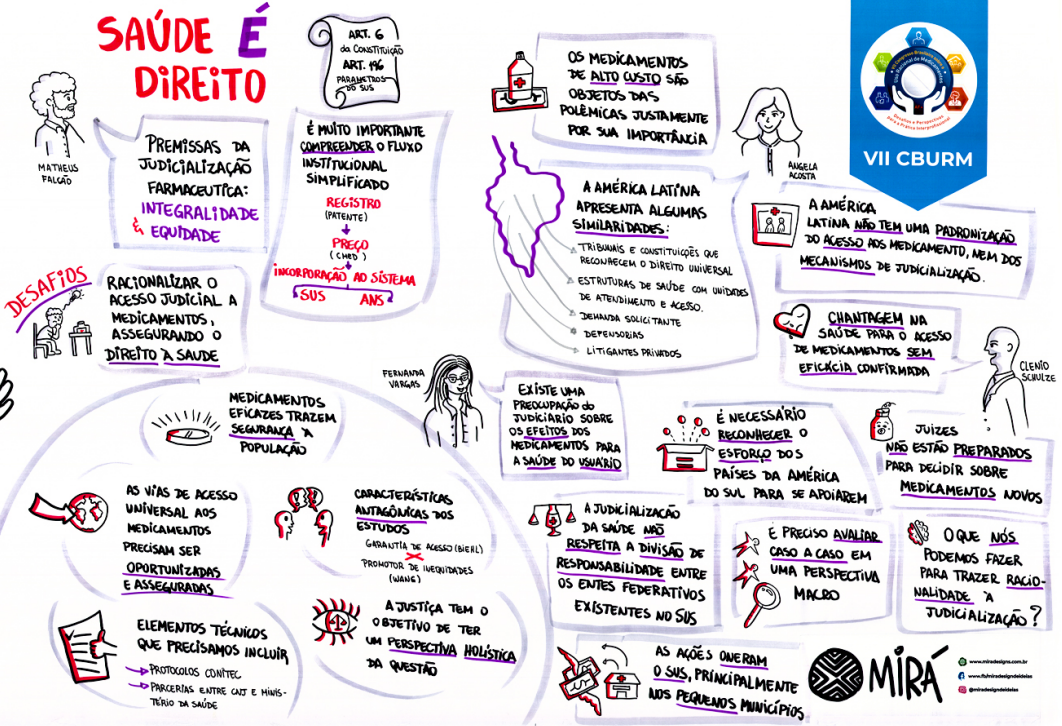 SAÚDE É
DIREITO
ART. 6
da CONSTITUIÇÃO
ART. 196
PARÂMETROS
DO SUS
MATHEUS
FALCÃO
PREMISSAS DA
JUDICIALIZAÇÃO
FARMACEUTICA:
INTEGRALIDADE
& EQUIDADE
É MUITO IMPORTANTE
COMPREENDER O FLUXO
INSTITUCIONAL
SIMPLIFICADO
REGISTRO
(PATENTE)
PREÇO
(CMED)
INCORPORAÇÃO AO SISTEMA
SUS ANS
DESAFIOS
RACIONALIZAR O
ACESSO JUDICIAL A
MEDICAMENTOS,
ASSEGURANDO O
DIREITO À SAUDE
OS MEDICAMENTOS
DE ALTO CUSTO SÃO
OBJETOS DAS
POLÊMICAS JUSTAMENTE
POR SUA IMPORTÂNCIA
ANGELA
ACOSTA
VII CBURM
A AMÉRICA LATINA
APRESENTA ALGUMAS
SIMILARIDADES:
TRIBUNAIS E CONSTITUIÇÕES QUE
RECONHECEM O DIREITO UNIVERSAL
ESTRUTURAS DE SAÚDE COM UNIDADES
DE ATENDIMENTO E ACESSO.
DEMANDA SOLICITANTE
DEFENSORIAS
LITIGANTES PRIVADOS
A AMÉRICA
LATINA NÃO TEM UMA PADRONIZAÇÃO
DO ACESSO AOS MEDICAMENTO, NEM DOS
MECANISMOS DE JUDICIALIZAÇÃO.
CHANTAGEM NA
SAÚDE PARA O ACESSO
DE MEDICAMENTOS SEM
EFICÁCIA CONFIRMADA
CLENIO
SCHULZE
FERNANDA
VARGAS
EXISTE UMA
PREOCUPAÇÃO do
JUDICIÁRIO SOBRE
OS EFEITOS DOS
MEDICAMENTOS PARA
A SAÚDE DO USUÁRIO
É NECESSÁRIO
RECONHECER O
ESFORÇO DOS
PAÍSES DA AMÉRICA
DO SUL PARA SE APOIAREM
JUIZES
NÃO ESTÃO PREPARADOS
PARA DECIDIR SOBRE
MEDICAMENTOS NOVOS
MEDICAMENTOS
EFICAZES TRAZEM
SEGURANÇA À
POPULAÇÃO
AS VIAS DE ACESSO
UNIVERSAL AOS
MEDICAMENTOS
PRECISAM SER
OPORTUNIZADAS
E ASSEGURADAS
CARACTERÍSTICAS
ANTAGÔNICAS DOS
ESTUDOS
GARANTIA DE ACESSO (BIEHL)
X
PROMOTOR DE INEQUIDADES
(WANG)
ELEMENTOS TÉCNICOS
QUE PRECISAMOS INCLUIR
PROTOCOLOS CONITEC
PARCERIAS ENTRE CNJ E MINIS-
TÉRIO DA SAÚDE
A JUSTIÇA TEM O
OBJETIVO DE TER
UM PERSPECTIVA HOLÍSTICA
DA QUESTÃO
A JUDICIALIZAÇÃO
DA SAÚDE NÃO
RESPEITA A DIVISÃO DE
RESPONSABILIDADE ENTRE
OS ENTES FEDERATIVOS
EXISTENTES NO SUS
E PRECISO AVALIAR
CASO A CASO EM
UMA PERSPECTIVA
MACRO
O QUE NÓS
PODEMOS FAZER
PARA TRAZER RACIO-
NALIDADE À
JUDICIALIZAÇÃO?
AS AÇÕES ONERAM
O SUS, PRINCIPALMENTE
NOS PEQUENOS MUNICÍPIOS
MIRÁ
www.miradesigns.com.br
www.fb/miradesigndeideias
@miradesigndeideias